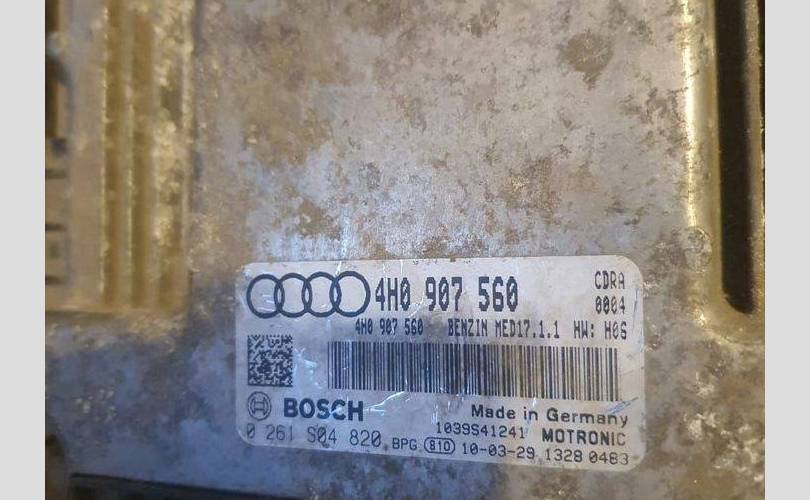 4H0 907 560 CDRA
0004
4H0 907 560 BENZIN MED17.1.1 HW: H06
BOSCH Made in Germany
1039S41241 MOTRONIC
0 261 S04 820 BPG 810 10-03-29 1328 0483